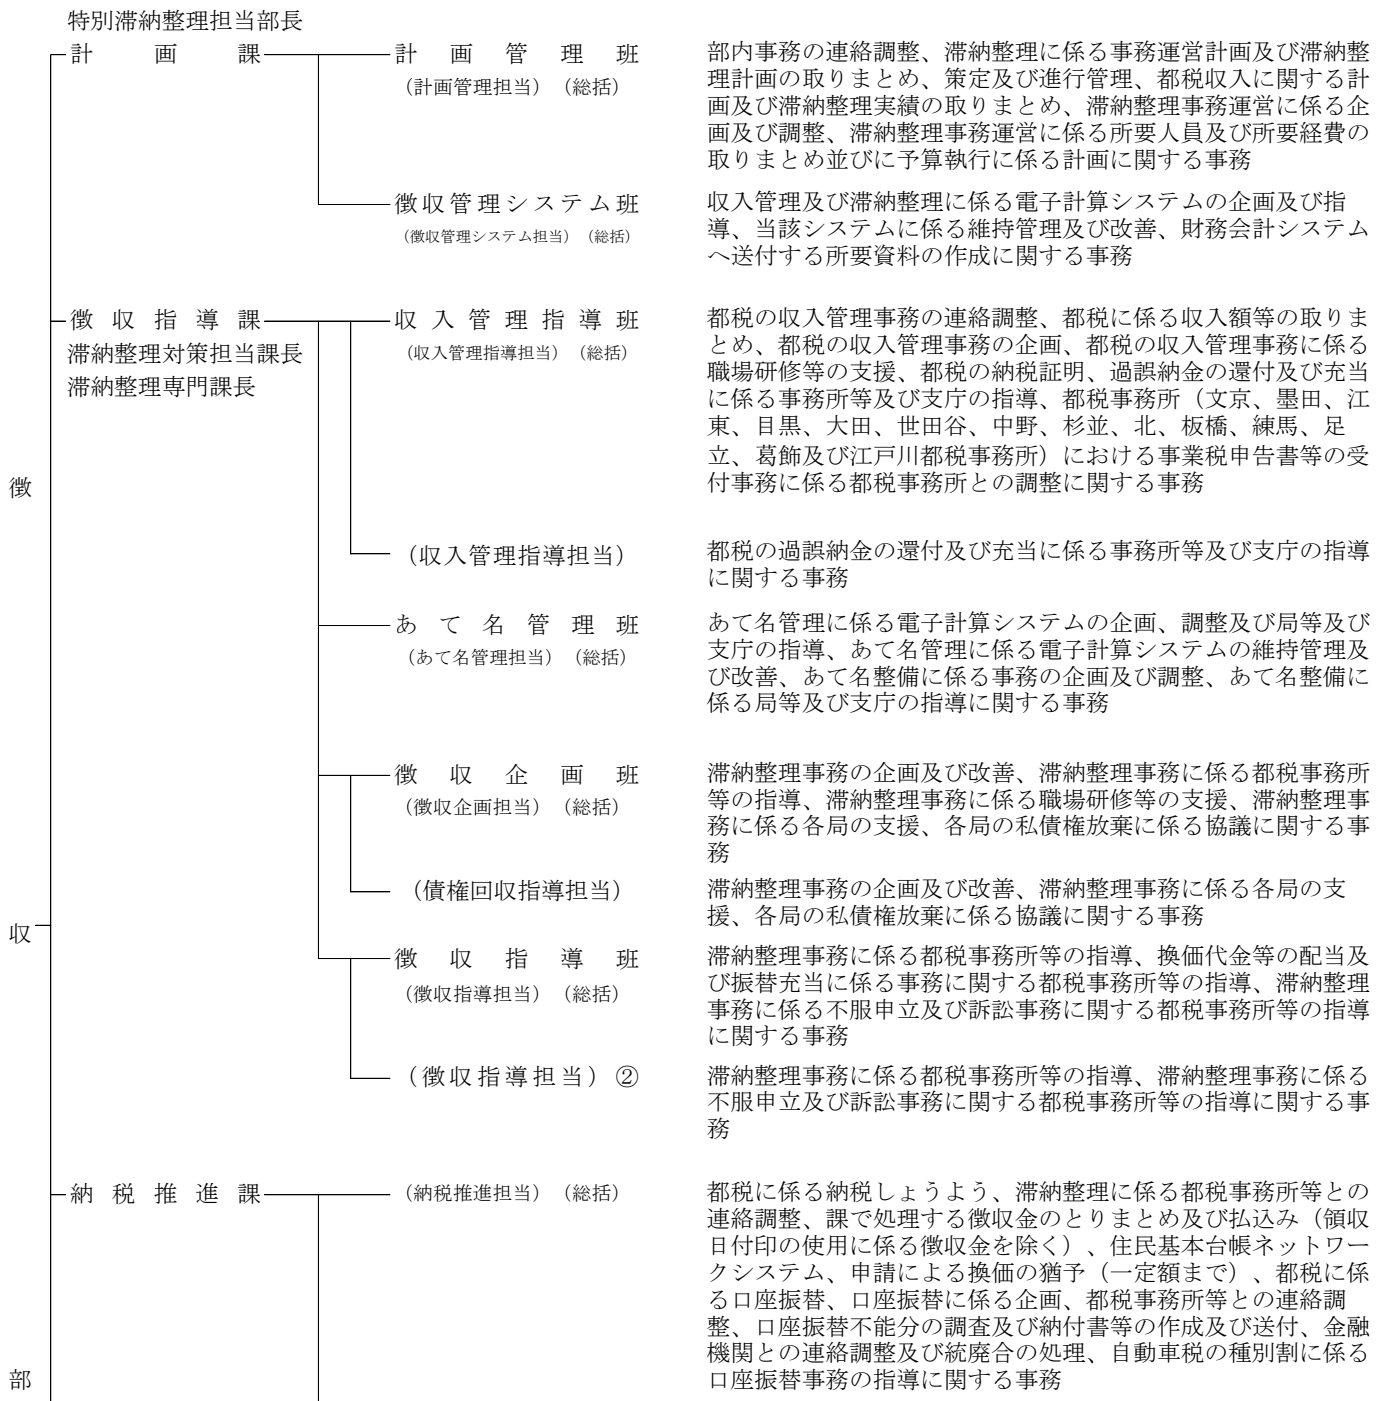 特別滞納整理担当部長
計画課
計画管理班
（計画管理担当）（総括）
部内事務の連絡調整、滞納整理に係る事務運営計画及び滞納整
理計画の取りまとめ、策定及び進行管理、都税収入に関する計
画及び滞納整理実績の取りまとめ、滞納整理事務運営に係る企
画及び調整、滞納整理事務運営に係る所要人員及び所要経費の
取りまとめ並びに予算執行に係る計画に関する事務
徴収管理システム班
（徴収管理システム担当）（総括）
収入管理及び滞納整理に係る電子計算システムの企画及び指
導、当該システムに係る維持管理及び改善、財務会計システム
へ送付する所要資料の作成に関する事務
徴収指導課
滞納整理対策担当課長
滞納整理専門課長
収入管理指導班
（収入管理指導担当）（総括）
都税の収入管理事務の連絡調整、都税に係る収入額等の取りま
とめ、都税の収入管理事務の企画、都税の収入管理事務に係る
職場研修等の支援、都税の納税証明、過誤納金の還付及び充当
に係る事務所等及び支庁の指導、都税事務所（文京、墨田、江
東、目黒、大田、世田谷、中野、杉並、北、板橋、練馬、足
立、葛飾及び江戸川都税事務所）における事業税申告書等の受
付事務に係る都税事務所との調整に関する事務
徴
（収入管理指導担当）
都税の過誤納金の還付及び充当に係る事務所等及び支庁の指導
に関する事務
あて名管理班
（あて名管理担当）（総括）
あて名管理に係る電子計算システムの企画、調整及び局等及び
支庁の指導、あて名管理に係る電子計算システムの維持管理及
び改善、あて名整備に係る事務の企画及び調整、あて名整備に
係る局等及び支庁の指導に関する事務
徴収企画班
（徴収企画担当）（総括）
滞納整理事務の企画及び改善、滞納整理事務に係る都税事務所
等の指導、滞納整理事務に係る職場研修等の支援、滞納整理事
務に係る各局の支援、各局の私債権放棄に係る協議に関する事
務
（債権回収指導担当）
滞納整理事務の企画及び改善、滞納整理事務に係る各局の支
援、各局の私債権放棄に係る協議に関する事務
収
徴収指導班
（徴収指導担当）（総括）
滞納整理事務に係る都税事務所等の指導、換価代金等の配当及
び振替充当に係る事務に関する都税事務所等の指導、滞納整理
事務に係る不服申立及び訴訟事務に関する都税事務所等の指導
に関する事務
（徴収指導担当）②
滞納整理事務に係る都税事務所等の指導、滞納整理事務に係る
不服申立及び訴訟事務に関する都税事務所等の指導に関する事
務
納税推進課
（納税推進担当）（総括）
都税に係る納税しょうよう、滞納整理に係る都税事務所等との
連絡調整、課で処理する徴収金のとりまとめ及び払込み（領収
日付印の使用に係る徴収金を除く）、住民基本台帳ネットワー
クシステム、申請による換価の猶予（一定額まで）、都税に係
る口座振替、口座振替に係る企画、都税事務所等との連絡調
整、口座振替不能分の調査及び納付書等の作成及び送付、金融
機関との連絡調整及び統廃合の処理、自動車税の種別割に係る
口座振替事務の指導に関する事務
部